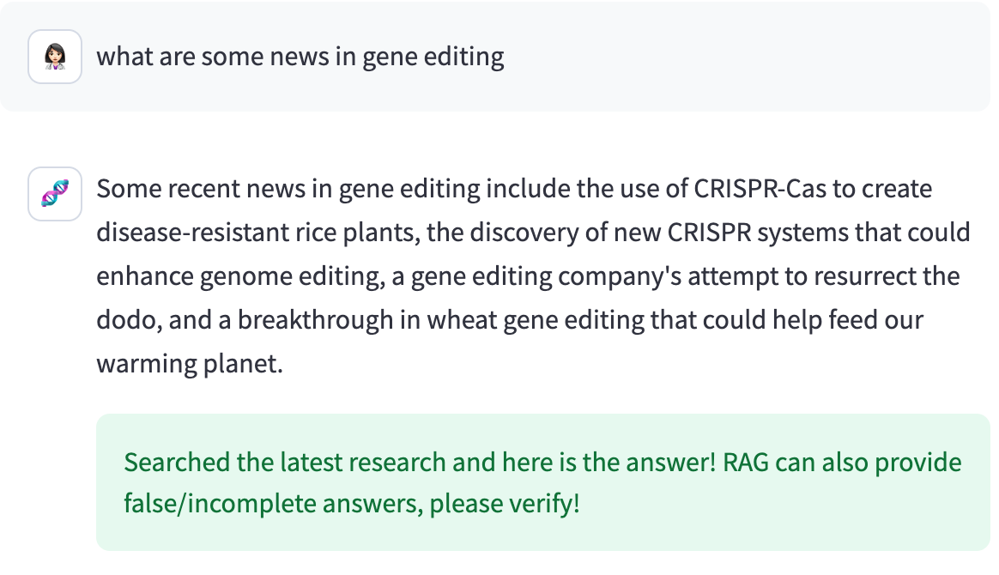 what are some news in gene editing
Some recent news in gene editing include the use of CRISPR-Cas to create
disease-resistant rice plants, the discovery of new CRISPR systems that could
enhance genome editing, a gene editing company's attempt to resurrect the
dodo, and a breakthrough in wheat gene editing that could help feed our
warming planet.
Searched the latest research and here is the answer! RAG can also provide
false/incomplete answers, please verify!